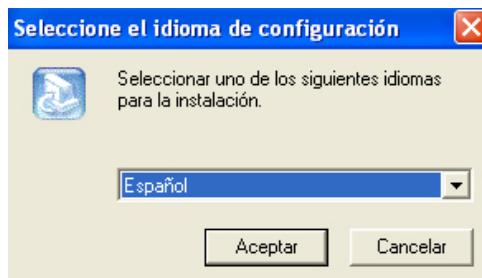 Seleccione el idioma de configuración
Seleccionar uno de los siguientes idiomas
para la instalación.
Español
Aceptar
Cancelar